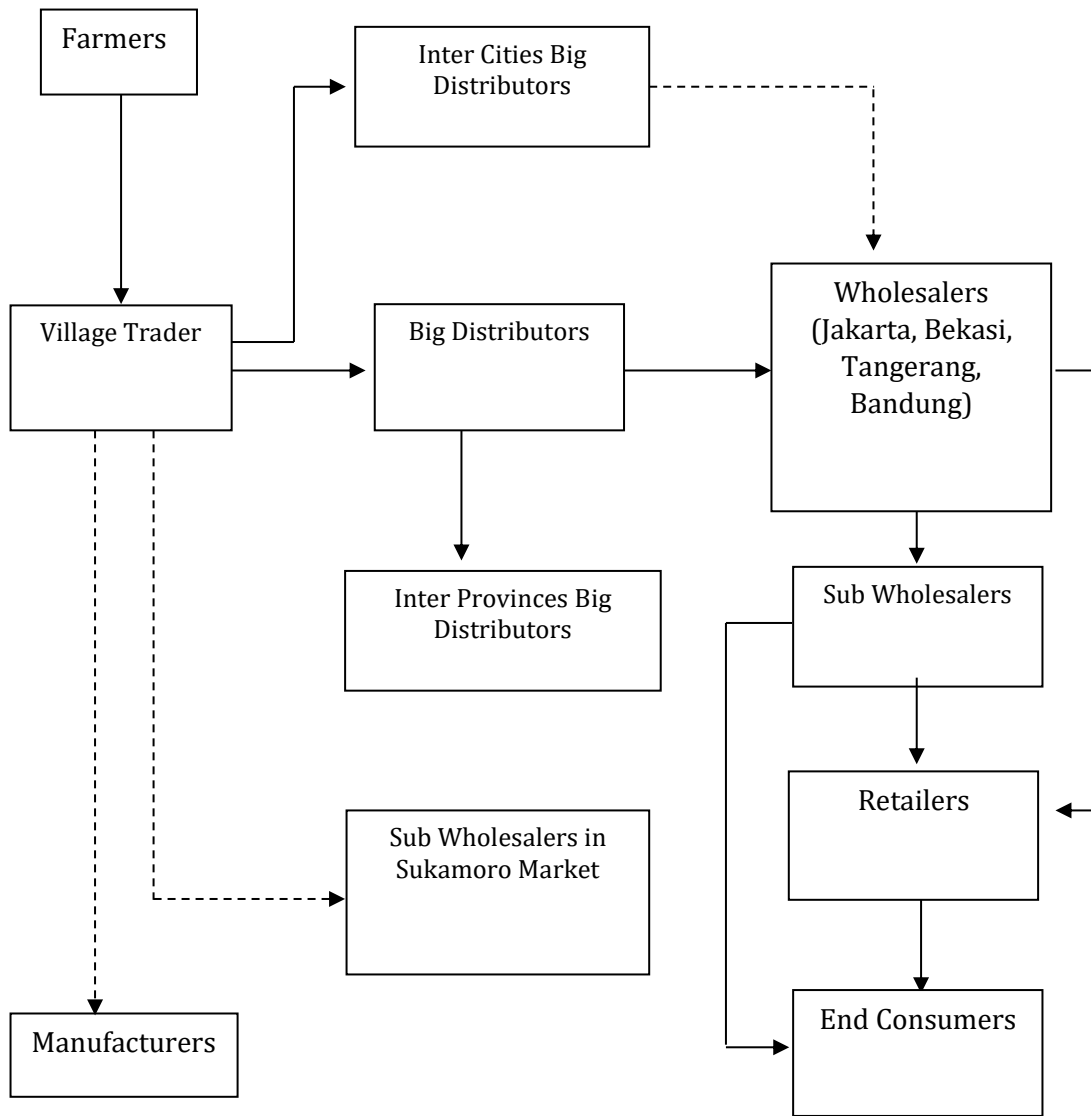 Farmers
Inter Cities Big
Distributors
Village Trader
Big Distributors
Wholesalers
(Jakarta, Bekasi,
Tangerang,
Bandung)
Inter Provinces Big
Distributors
Sub Wholesalers
Retailers
Sub Wholesalers in
Sukamoro Market
Manufacturers
End Consumers